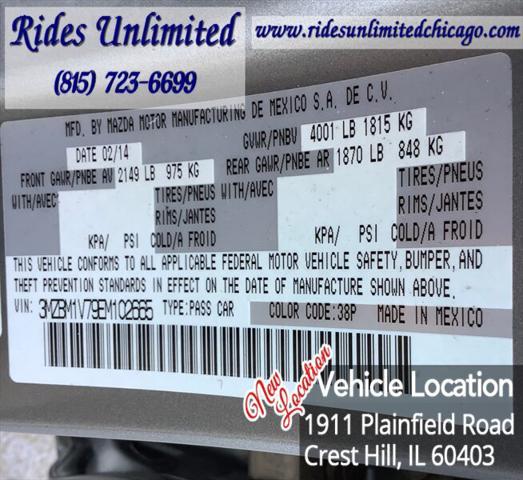 Rides Unlimited
(815) 723-6699
www.ridesunlimitedchicago.com
MFD. BY MAZDA MOTOR MANUFACTURING DE MEXICO S.A. DE C.V.
DATE 02/14 GVWR/PNBV 4001 LB 1815 KG
FRONT GAWR/PNBE AV 2149 LB 975 KG REAR GAWR/PNBE AR 1870 LB 848 KG
WITH/AVEC TIRES/PNEUS WITH/AVEC TIRES/PNEUS
RIMS/JANTES RIMS/JANTES
KPA/ PSI COLD/A FROID KPA/ PSI COLD/A FROID
THIS VEHICLE CONFORMS TO ALL APPLICABLE FEDERAL MOTOR VEHICLE SAFETY, BUMPER, AND
THEFT PREVENTION STANDARDS IN EFFECT ON THE DATE OF MANUFACTURE SHOWN ABOVE.
VIN: 3MZBM1V79EM102665 TYPE:PASS CAR COLOR CODE:38P MADE IN MEXICO
New Location
Vehicle Location
1911 Plainfield Road
Crest Hill, IL 60403